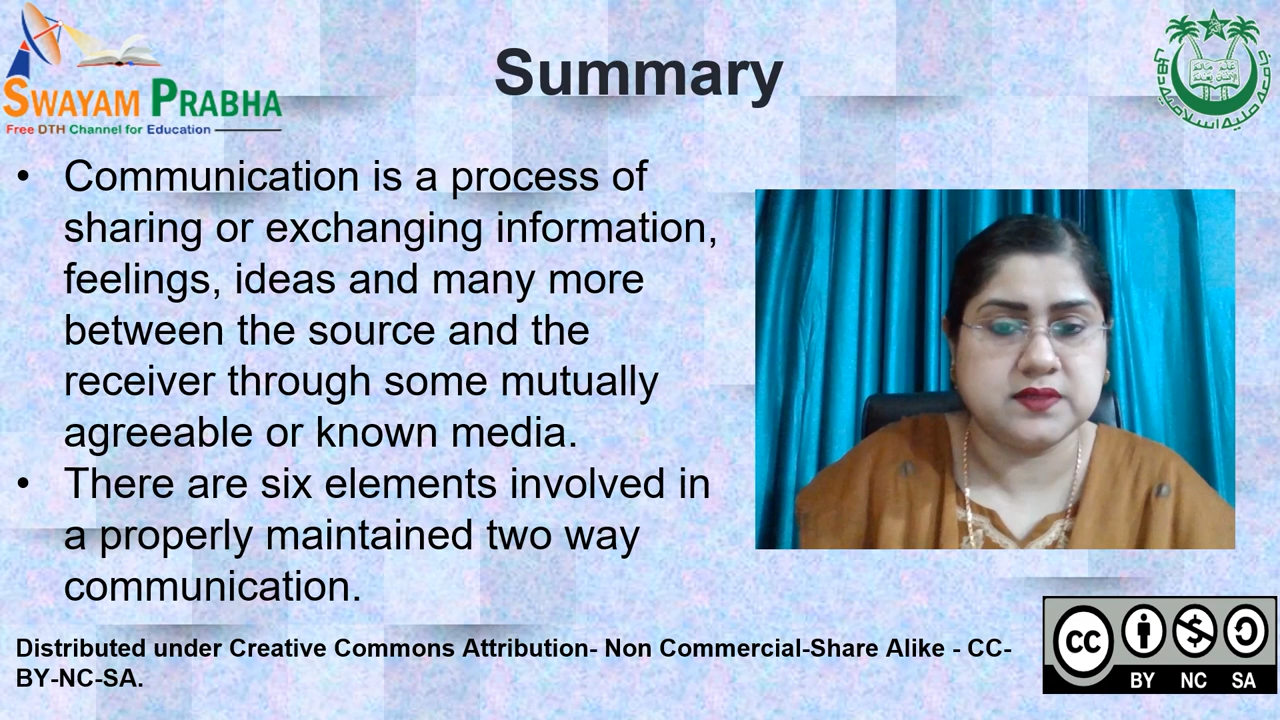 Summary
SWAYAM PRABHA
Free DTH Channel for Education
• Communication is a process of
sharing or exchanging information,
feelings, ideas and many more
between the source and the
receiver through some mutually
agreeable or known media.
• There are six elements involved in
a properly maintained two way
communication.
Distributed under Creative Commons Attribution- Non Commercial-Share Alike - CC-
BY-NC-SA.
cc
BY NC SA